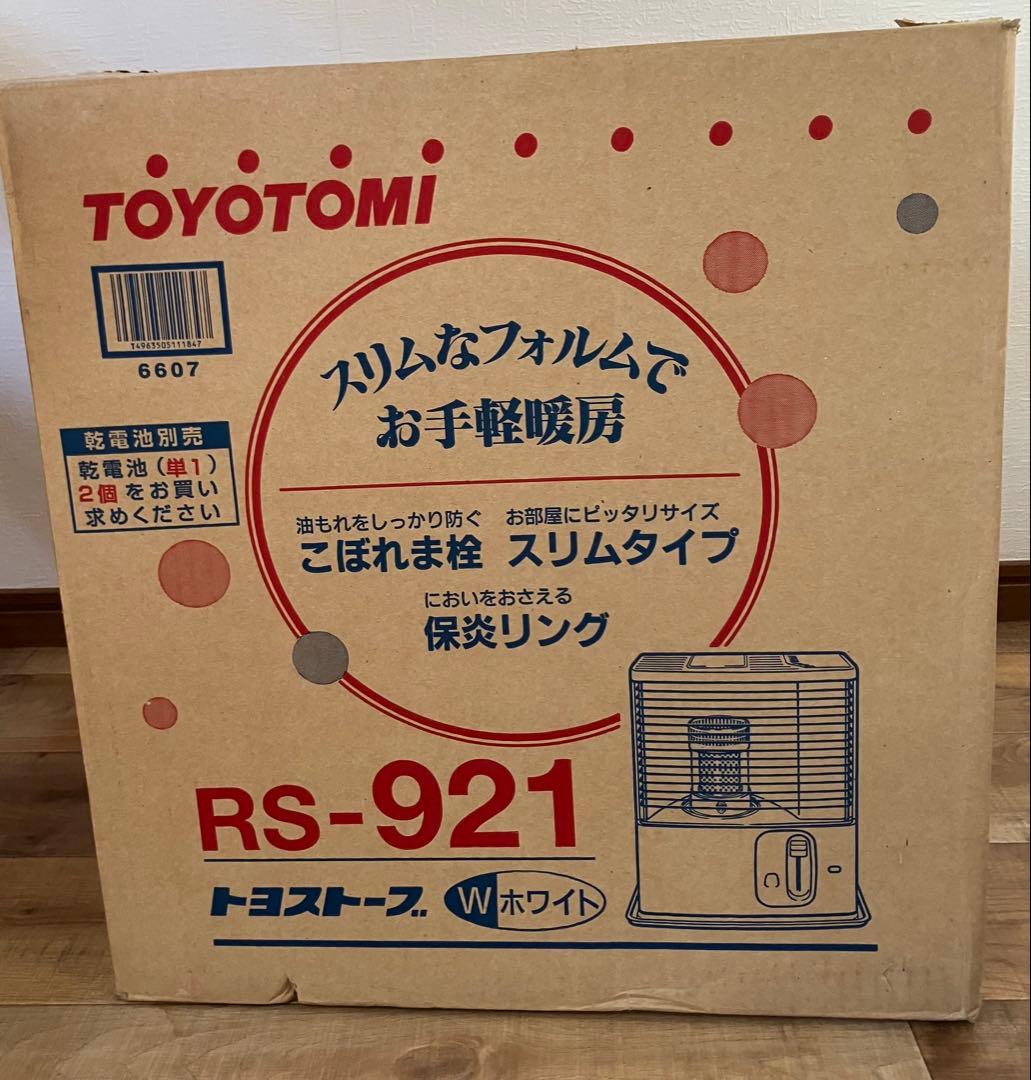 TOYOTOMI
T4963505111847
6607
スリムなフォルムで
お手軽暖房
乾電池別売
乾電池（単1）
2個をお買い
求めください
油もれをしっかり防ぐ
こぼれま栓
お部屋にピッタリサイズ
スリムタイプ
においをおさえる
保炎リング
RS-921
トヨストーブ
Wホワイト